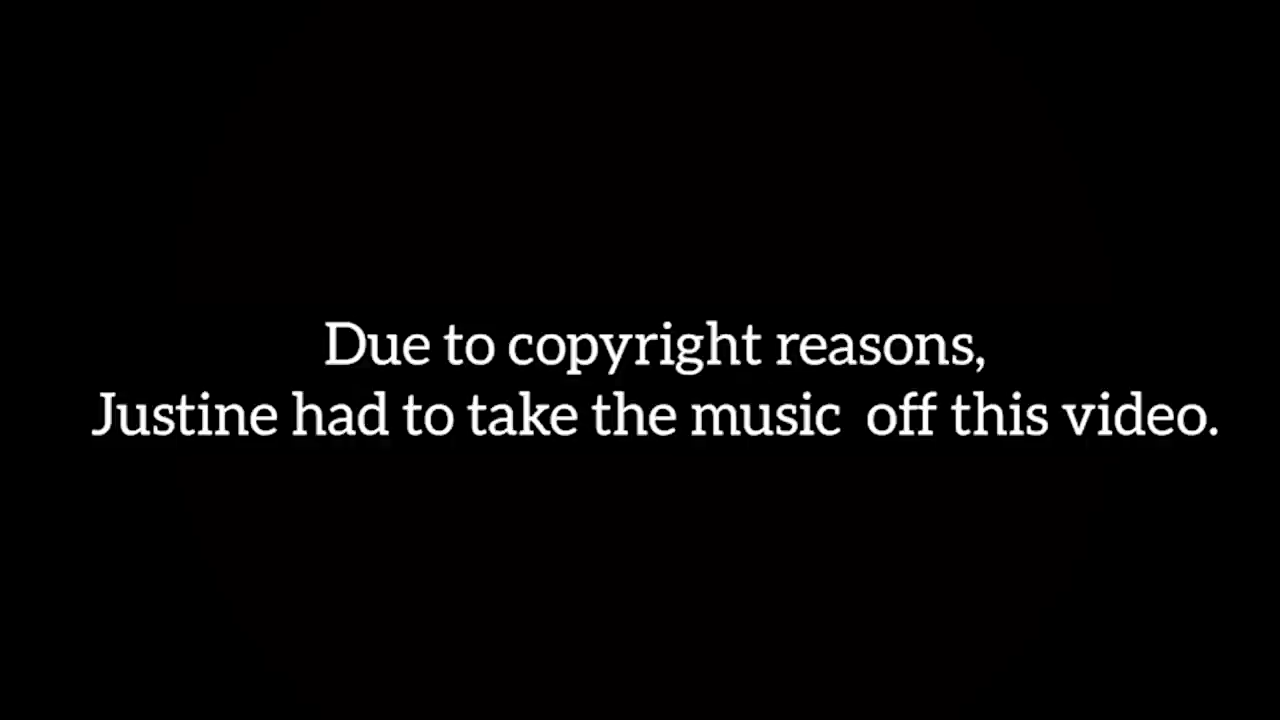 Due to copyright reasons,
Justine had to take the music  off this video.